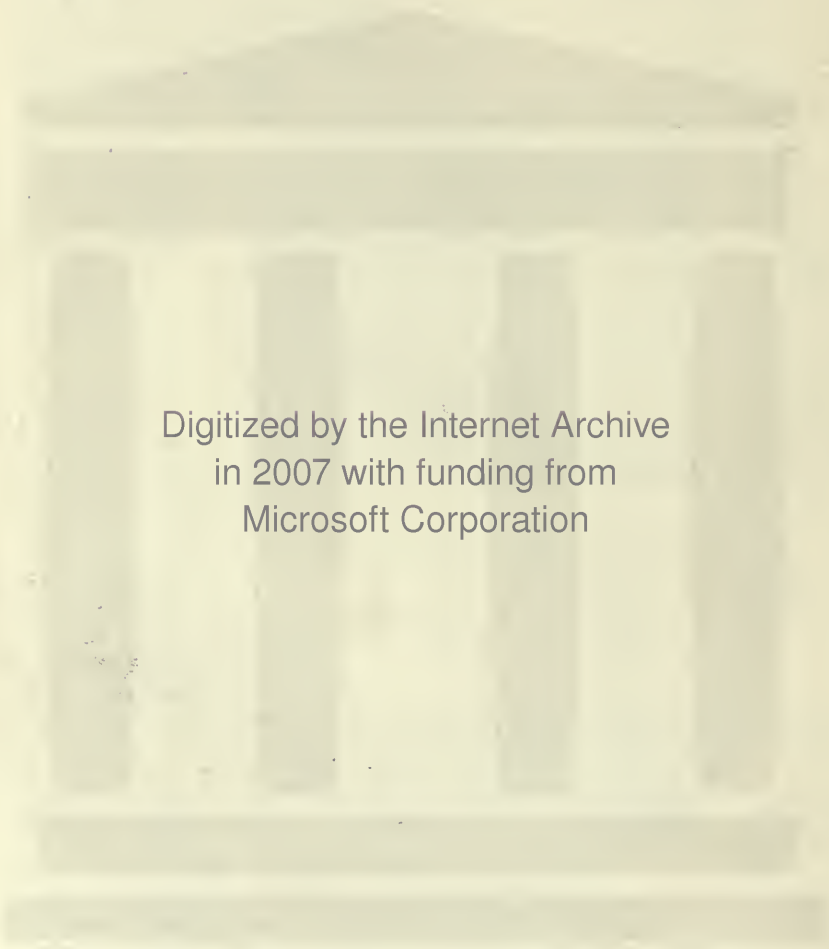 Digitized by the Internet Archive
in 2007 with funding from
Microsoft Corporation